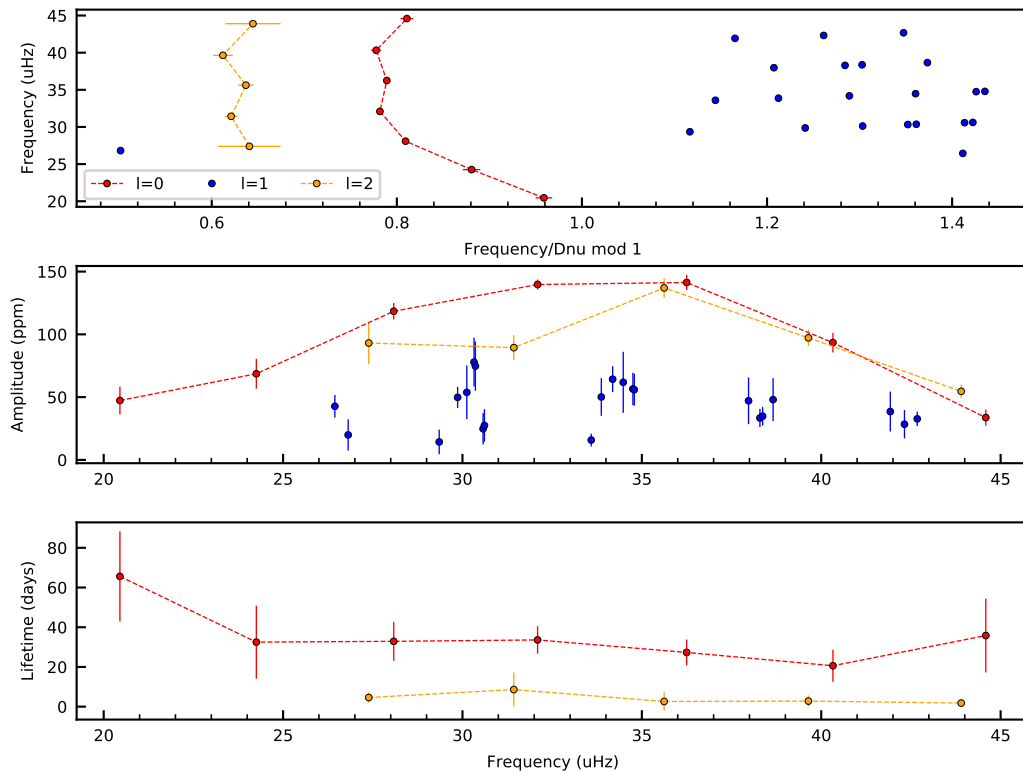 45
40
35
30
25
20
Frequency (uHz)
l=0 l=1 l=2
0.6 0.8 1.0 1.2 1.4
Frequency/Dnu mod 1
150
100
50
0
Amplitude (ppm)
20 25 30 35 40 45
80
60
40
20
0
Lifetime (days)
20 25 30 35 40 45
Frequency (uHz)